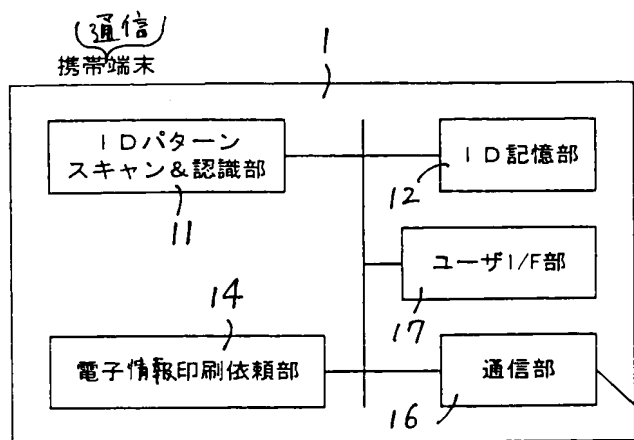 (通信)
携帯端末
1
IDパターン
スキャン&認識部
11
ID記憶部
12
ユーザI/F部
17
14
電子情報印刷依頼部
通信部
16